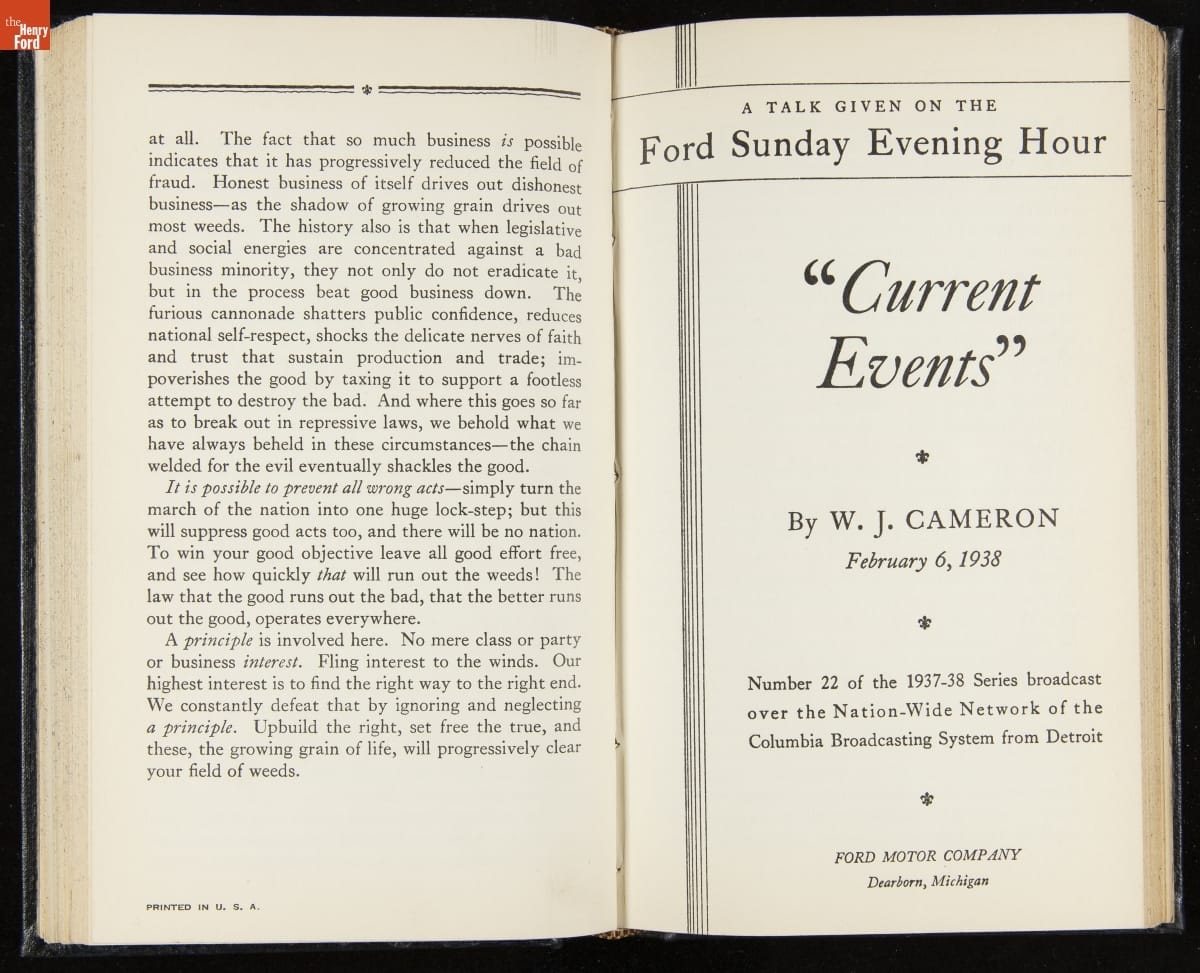 the
Henry
Ford
at all. The fact that so much business is possible
indicates that it has progressively reduced the field of
fraud. Honest business of itself drives out dishonest
business—as the shadow of growing grain drives out
most weeds. The history also is that when legislative
and social energies are concentrated against a bad
business minority, they not only do not eradicate it,
but in the process beat good business down. The
furious cannonade shatters public confidence, reduces
national self-respect, shocks the delicate nerves of faith
and trust that sustain production and trade; im-
poverishes the good by taxing it to support a footless
attempt to destroy the bad. And where this goes so far
as to break out in repressive laws, we behold what we
have always beheld in these circumstances—the chain
welded for the evil eventually shackles the good.
It is possible to prevent all wrong acts—simply turn the
march of the nation into one huge lock-step; but this
will suppress good acts too, and there will be no nation.
To win your good objective leave all good effort free,
and see how quickly that will run out the weeds! The
law that the good runs out the bad, that the better runs
out the good, operates everywhere.
A principle is involved here. No mere class or party
or business interest. Fling interest to the winds. Our
highest interest is to find the right way to the right end.
We constantly defeat that by ignoring and neglecting
a principle. Upbuild the right, set free the true, and
these, the growing grain of life, will progressively clear
your field of weeds.
PRINTED IN U. S. A.
A TALK GIVEN ON THE
Ford Sunday Evening Hour
“Current
Events”
By W. J. CAMERON
February 6, 1938
Number 22 of the 1937-38 Series broadcast
over the Nation-Wide Network of the
Columbia Broadcasting System from Detroit
FORD MOTOR COMPANY
Dearborn, Michigan